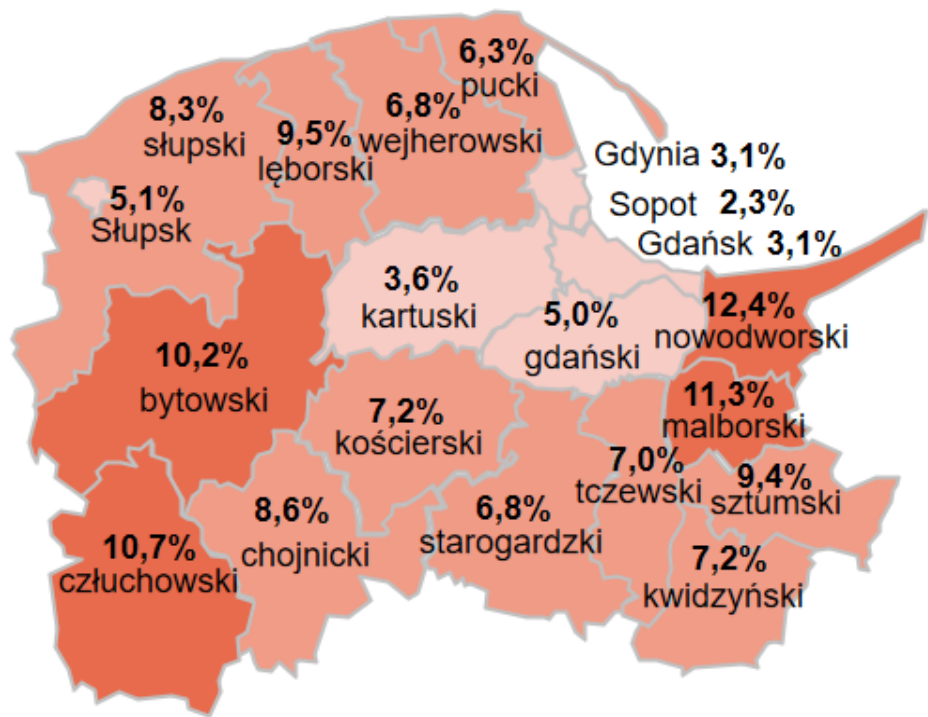 6,3%
pucki
8,3%
słupski
9,5%
lęborski
6,8%
wejherowski
Gdynia 3,1%
Sopot 2,3%
Gdańsk 3,1%
5,1%
Słupsk
3,6%
kartuski
5,0%
gdański
12,4%
nowodworski
10,2%
bytowski
7,2%
kościerski
11,3%
malborski
7,0%
tczewski
9,4%
sztumski
10,7%
człuchowski
8,6%
chojnicki
6,8%
starogardzki
7,2%
kwidzyński